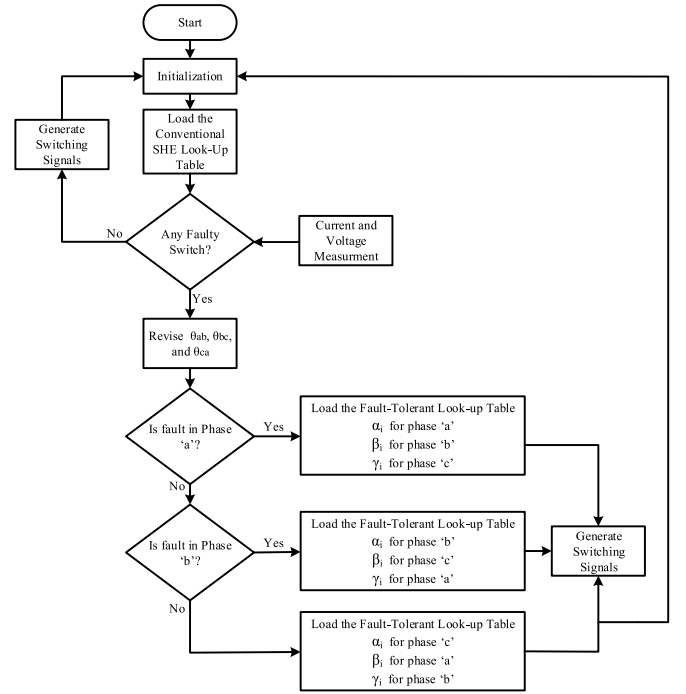 Start
Initialization
Generate
Switching
Signals
Load the
Conventional
SHE Look-Up
Table
No
Any Faulty
Switch?
Current and
Voltage
Measurment
Yes
Revise θab, θbc,
and θca
Is fault in Phase
‘a’?
Yes
Load the Fault-Tolerant Look-up Table
αi for phase ‘a’
βi for phase ‘b’
γi for phase ‘c’
No
Is fault in Phase
‘b’?
Yes
Load the Fault-Tolerant Look-up Table
αi for phase ‘b’
βi for phase ‘c’
γi for phase ‘a’
Generate
Switching
Signals
No
Load the Fault-Tolerant Look-up Table
αi for phase ‘c’
βi for phase ‘a’
γi for phase ‘b’